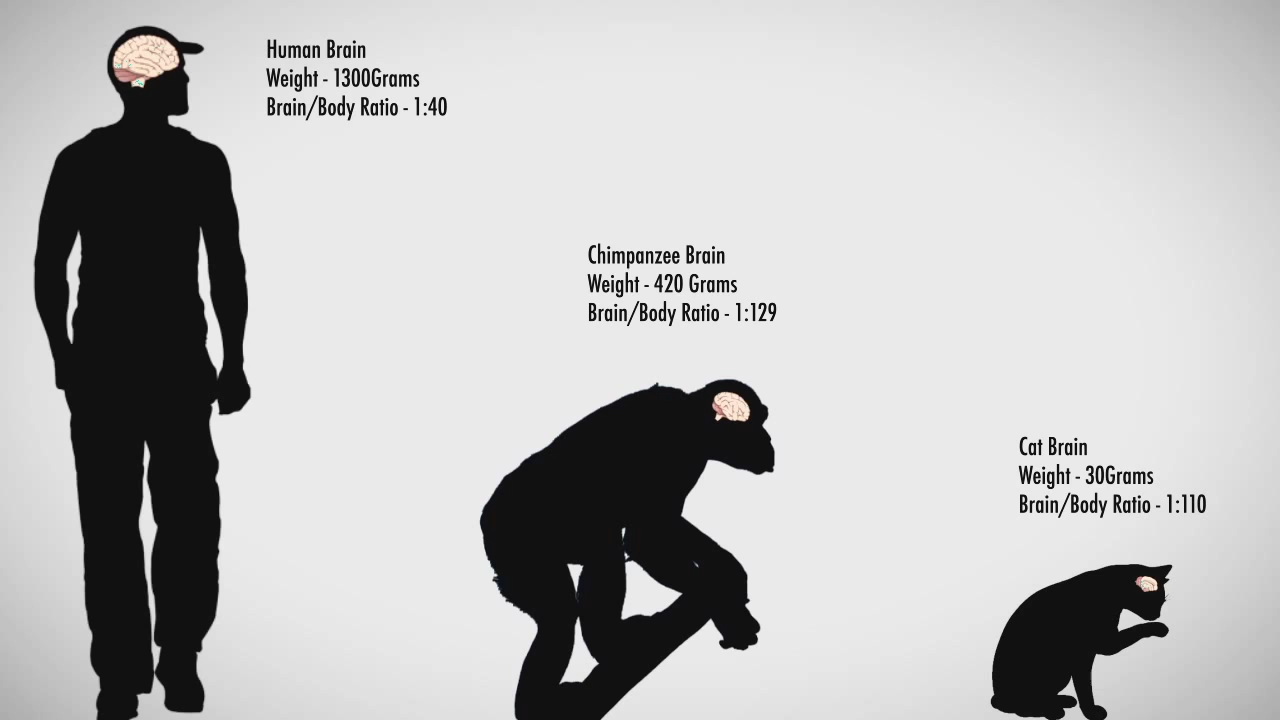 Human Brain
Weight - 1300Grams
Brain/Body Ratio - 1:40
Chimpanzee Brain
Weight - 420 Grams
Brain/Body Ratio - 1:129
Cat Brain
Weight - 30Grams
Brain/Body Ratio - 1:110